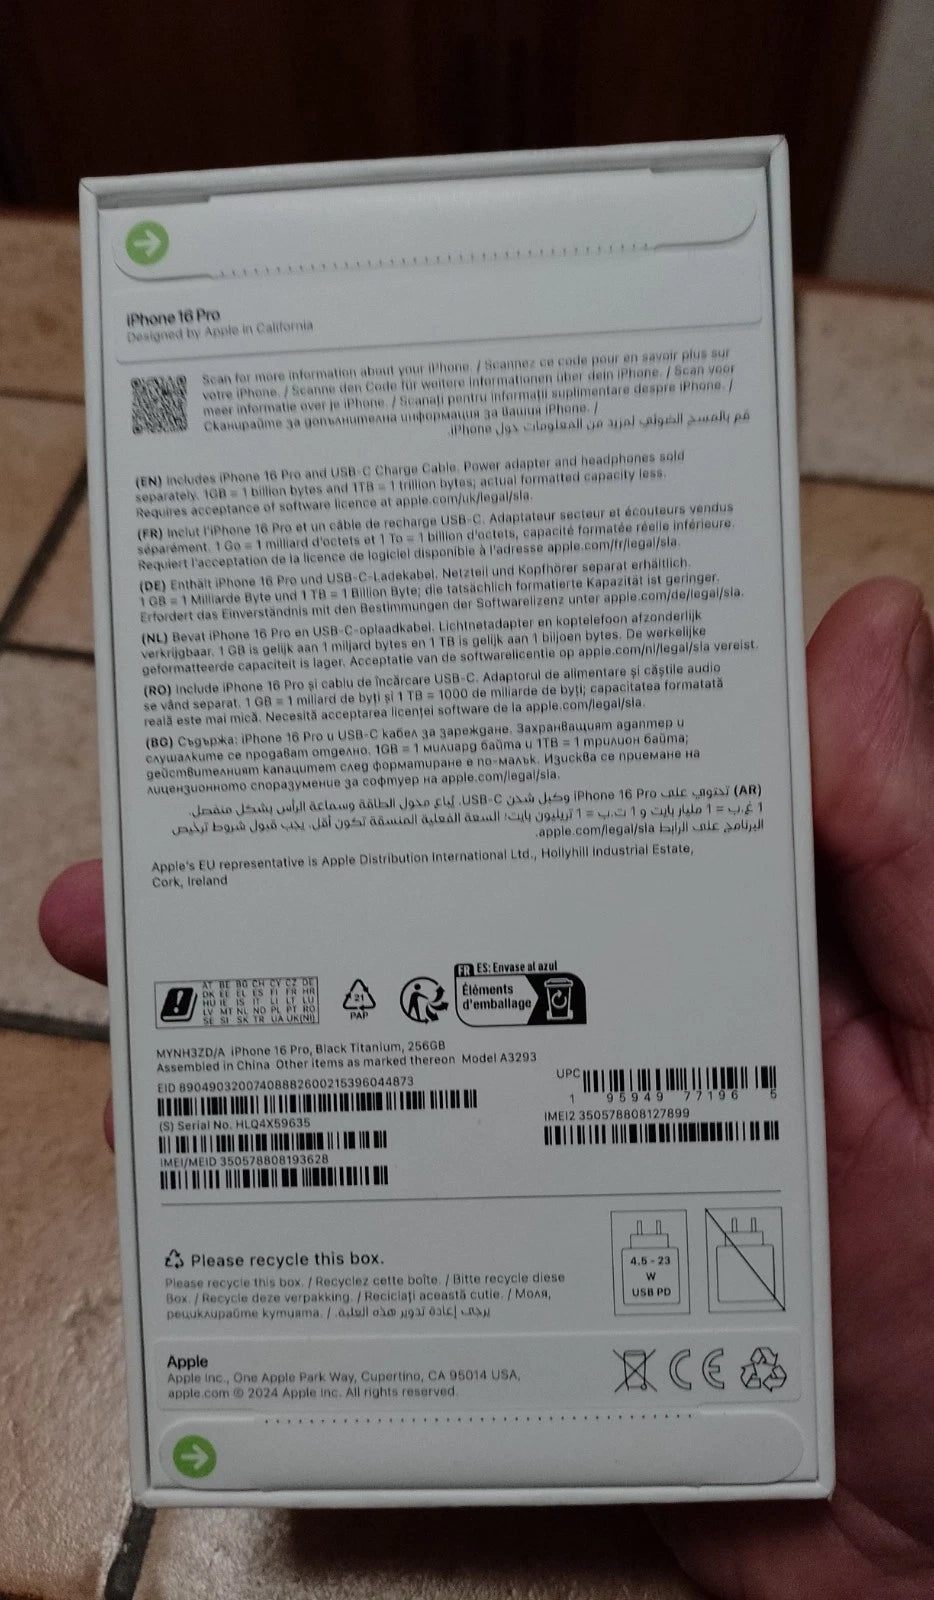 iPhone 16 Pro
Designed by Apple in California
Scan for more information about your iPhone. / Scannez ce code pour en savoir plus sur
votre iPhone. / Scanne den Code für weitere Informationen über dein iPhone. / Scan voor
meer informatie over je iPhone. / Scanați pentru informații suplimentare despre iPhone. /
Сканирайте за допълнителна информация за Вашия iPhone. /
قم بالمسح الضوئي لمزيد من المعلومات حول iPhone.
(EN) Includes iPhone 16 Pro and USB-C Charge Cable. Power adapter and headphones sold
separately. 1GB = 1 billion bytes and 1TB = 1 trillion bytes; actual formatted capacity less.
Requires acceptance of software licence at apple.com/uk/legal/sla.
(FR) Inclut l'iPhone 16 Pro et un câble de recharge USB-C. Adaptateur secteur et écouteurs vendus
séparément. 1 Go = 1 milliard d'octets et 1 To = 1 billion d'octets, capacité formatée réelle inférieure.
Requiert l'acceptation de la licence de logiciel disponible à l'adresse apple.com/fr/legal/sla.
(DE) Enthält iPhone 16 Pro und USB-C-Ladekabel. Netzteil und Kopfhörer separat erhältlich.
1 GB = 1 Milliarde Byte und 1 TB = 1 Billion Byte; die tatsächlich formatierte Kapazität ist geringer.
Erfordert das Einverständnis mit den Bestimmungen der Softwarelizenz unter apple.com/de/legal/sla.
(NL) Bevat iPhone 16 Pro en USB-C-oplaadkabel. Lichtnetadapter en koptelefoon afzonderlijk
verkrijgbaar. 1 GB is gelijk aan 1 miljard bytes en 1 TB is gelijk aan 1 biljoen bytes. De werkelijke
geformatteerde capaciteit is lager. Acceptatie van de softwarelicentie op apple.com/nl/legal/sla vereist.
(RO) Include iPhone 16 Pro și cablu de încărcare USB-C. Adaptorul de alimentare și căștile audio
se vând separat. 1 GB = 1 miliard de byți și 1 TB = 1000 de miliarde de byți; capacitatea formatată
reală este mai mică. Necesită acceptarea licenței software de la apple.com/legal/sla.
(BG) Съдържа: iPhone 16 Pro и USB-C кабел за зареждане. Захранващият адаптер и
слушалките се продават отделно. 1GB = 1 милиард байта и 1TB = 1 трилион байта;
действителният капацитет след форматиране е по-малък. Изисква се приемане на
лицензионното споразумение за софтуер на apple.com/legal/sla.
(AR) تحتوي على iPhone 16 Pro وكبل شحن USB-C. يُباع محول الطاقة وسماعة الرأس بشكل منفصل.
1 غ.ب = 1 مليار بايت و 1 ت.ب = 1 تريليون بايت؛ السعة الفعلية المنسقة تكون أقل. يجب قبول شروط ترخيص
البرنامج على الرابط apple.com/legal/sla.
Apple's EU representative is Apple Distribution International Ltd., Hollyhill Industrial Estate,
Cork, Ireland
AT BE BG CH CY CZ DE
DK EE EL ES FI FR HR
HU IE IS IT LI LT LU
LV MT NL NO PL PT RO
SE SI SK TR UA UK(NI)
21
PAP
FR ES: Envase al azul
Éléments
d'emballage
MYNH3ZD/A iPhone 16 Pro, Black Titanium, 256GB
Assembled in China Other items as marked thereon Model A3293
EID 89049032007408882600215396044873
UPC
1 95949 77196 5
(S) Serial No. HLQ4X59635
IMEI2 350578808127899
IMEI/MEID 350578808193628
Please recycle this box.
Please recycle this box. / Recyclez cette boîte. / Bitte recycle diese
Box. / Recycle deze verpakking. / Reciclați această cutie. / Моля,
рециклирайте кутията. / يرجى إعادة تدوير هذه العلبة.
4.5 - 23
W
USB PD
Apple
Apple Inc., One Apple Park Way, Cupertino, CA 95014 USA,
apple.com © 2024 Apple Inc. All rights reserved.
CE